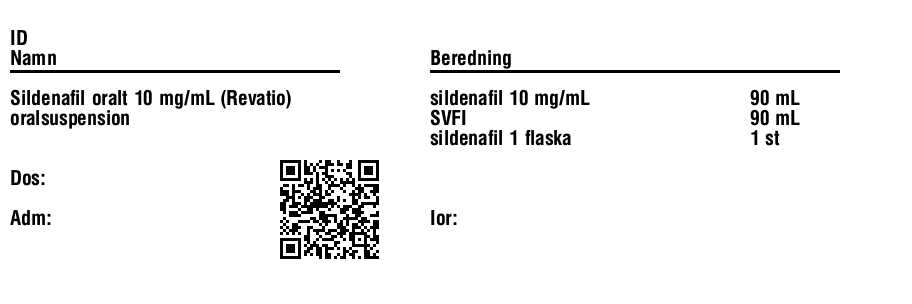 ID
Namn
Sildenafil oralt 10 mg/mL (Revatio)
oralsuspension
Dos:
Adm:
Beredning
sildenafil 10 mg/mL 90 mL
SVFI 90 mL
sildenafil 1 flaska 1 st
Ior: